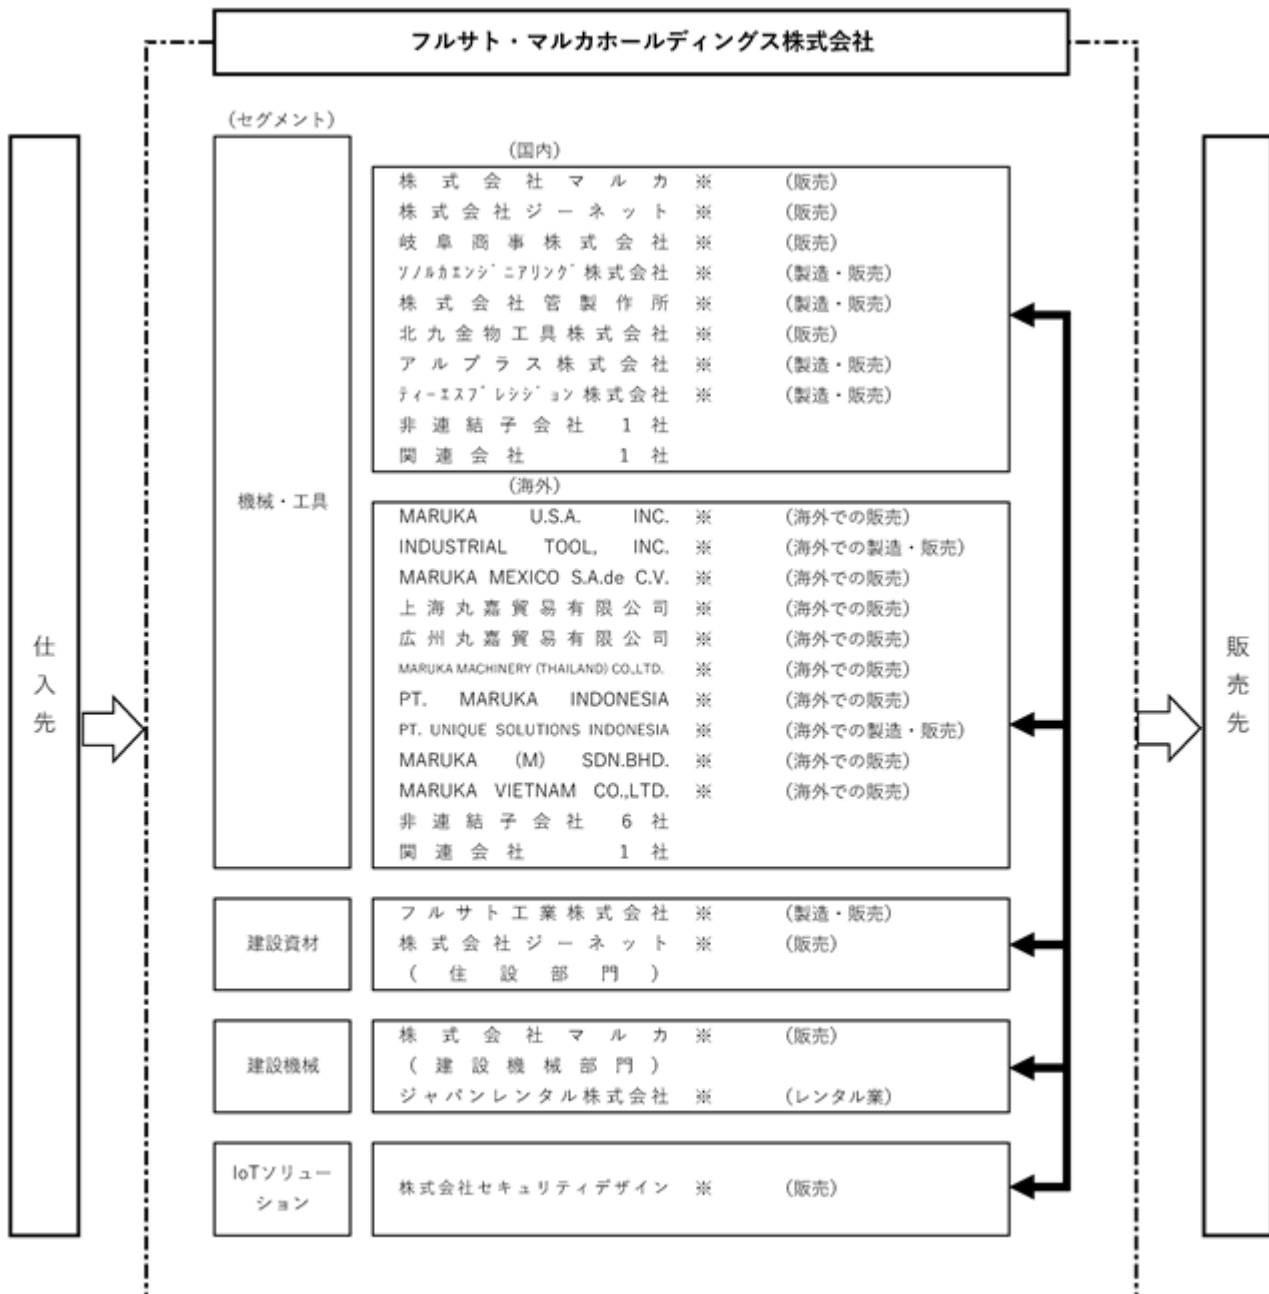 フルサト・マルカホールディングス株式会社
(セグメント)
仕入先
販売先
機械・工具
(国内)
株式会社マルカ ※ (販売)
株式会社ジーネット ※ (販売)
岐阜商事株式会社 ※ (販売)
ソノルカエンジニアリング株式会社 ※ (製造・販売)
株式会社管製作所 ※ (製造・販売)
北九金物工具株式会社 ※ (販売)
アルプラス株式会社 ※ (製造・販売)
ティーエスプレシジョン株式会社 ※ (製造・販売)
非連結子会社 1 社
関連会社 1 社
(海外)
MARUKA U.S.A. INC. ※ (海外での販売)
INDUSTRIAL TOOL, INC. ※ (海外での製造・販売)
MARUKA MEXICO S.A.de C.V. ※ (海外での販売)
上海丸嘉貿易有限公司 ※ (海外での販売)
広州丸嘉貿易有限公司 ※ (海外での販売)
MARUKA MACHINERY (THAILAND) CO.,LTD. ※ (海外での販売)
PT. MARUKA INDONESIA ※ (海外での販売)
PT. UNIQUE SOLUTIONS INDONESIA ※ (海外での製造・販売)
MARUKA (M) SDN.BHD. ※ (海外での販売)
MARUKA VIETNAM CO.,LTD. ※ (海外での販売)
非連結子会社 6 社
関連会社 1 社
建設資材
フルサト工業株式会社 ※ (製造・販売)
株式会社ジーネット ※ (販売)
(住設部門)
建設機械
株式会社マルカ ※ (販売)
(建設機械部門)
ジャパンレンタル株式会社 ※ (レンタル業)
IoTソリュー
ション
株式会社セキュリティデザイン ※ (販売)